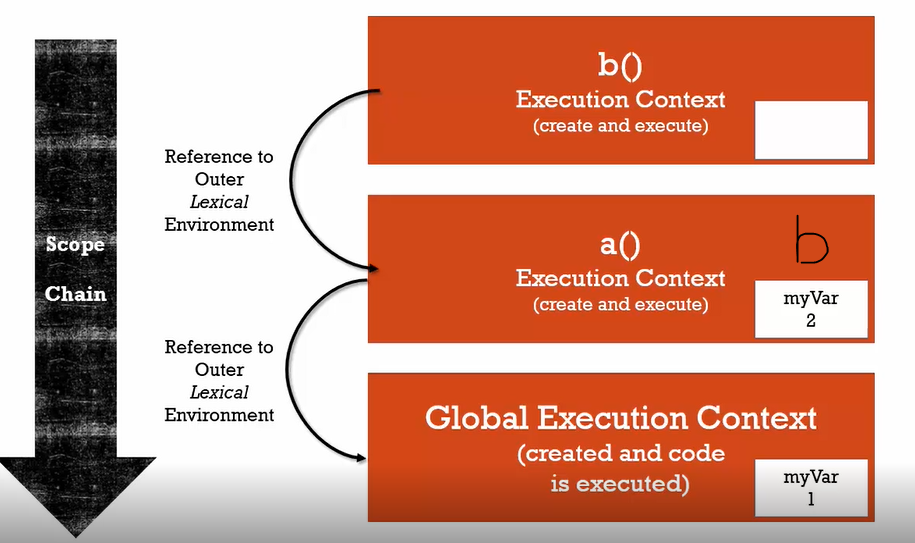 b()
Execution Context
(create and execute)
Reference to
Outer
Lexical
Environment
Scope
Chain
a()
Execution Context
(create and execute)
b
myVar
2
Reference to
Outer
Lexical
Environment
Global Execution Context
(created and code
is executed)
myVar
1